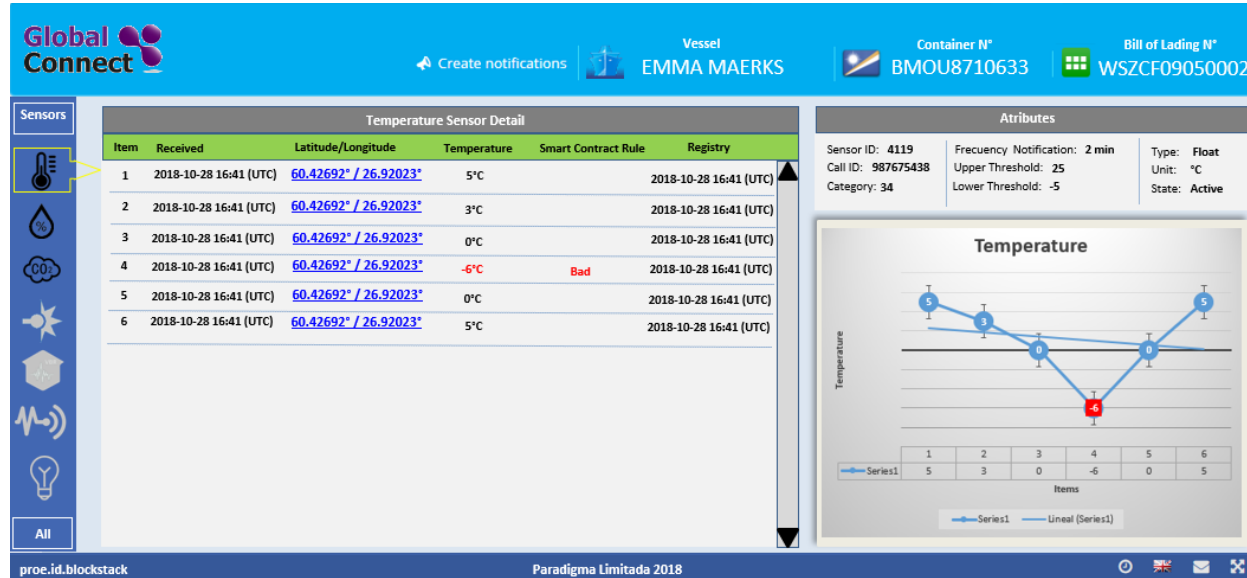 Global
Connect
Create notifications
Vessel
EMMA MAERKS
Container N°
BMOU8710633
Bill of Lading N°
WSZCF09050002
Sensors
%
CO2
All
Temperature Sensor Detail
Item Received Latitude/Longitude Temperature Smart Contract Rule Registry
1 2018-10-28 16:41 (UTC) 60.42692° / 26.92023° 5°C 2018-10-28 16:41 (UTC)
2 2018-10-28 16:41 (UTC) 60.42692° / 26.92023° 3°C 2018-10-28 16:41 (UTC)
3 2018-10-28 16:41 (UTC) 60.42692° / 26.92023° 0°C 2018-10-28 16:41 (UTC)
4 2018-10-28 16:41 (UTC) 60.42692° / 26.92023° -6°C Bad 2018-10-28 16:41 (UTC)
5 2018-10-28 16:41 (UTC) 60.42692° / 26.92023° 0°C 2018-10-28 16:41 (UTC)
6 2018-10-28 16:41 (UTC) 60.42692° / 26.92023° 5°C 2018-10-28 16:41 (UTC)
Atributes
Sensor ID: 4119 Frecuency Notification: 2 min Type: Float
Call ID: 987675438 Upper Threshold: 25 Unit: °C
Category: 34 Lower Threshold: -5 State: Active
Temperature
Temperature
5 3 0 -6 0 5
1 2 3 4 5 6
Series1 5 3 0 -6 0 5
Items
Series1 Lineal (Series1)
proe.id.blockstack
Paradigma Limitada 2018